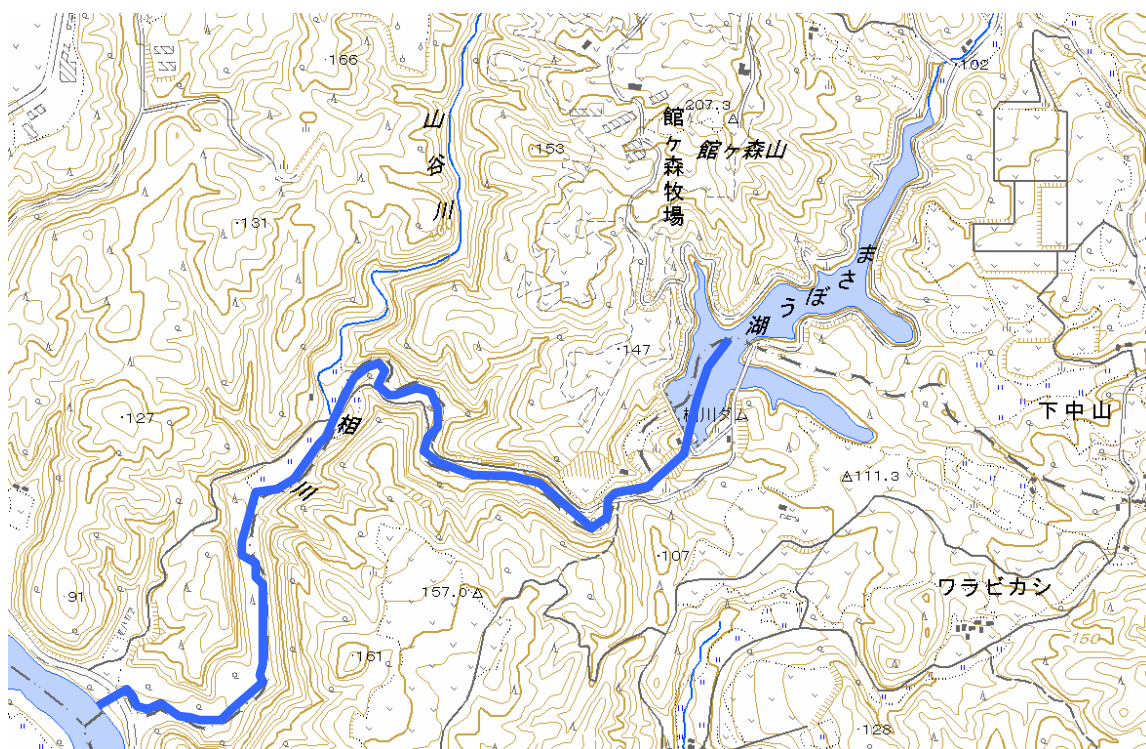 ・166
山谷川
・153
207.3
館ヶ森山
館ヶ森牧場
・102
・131
まさぼう湖
・147
・127
相川
相川ダム
下中山
111.3
・107
157.0
91
161
ワラビカシ
150
・128